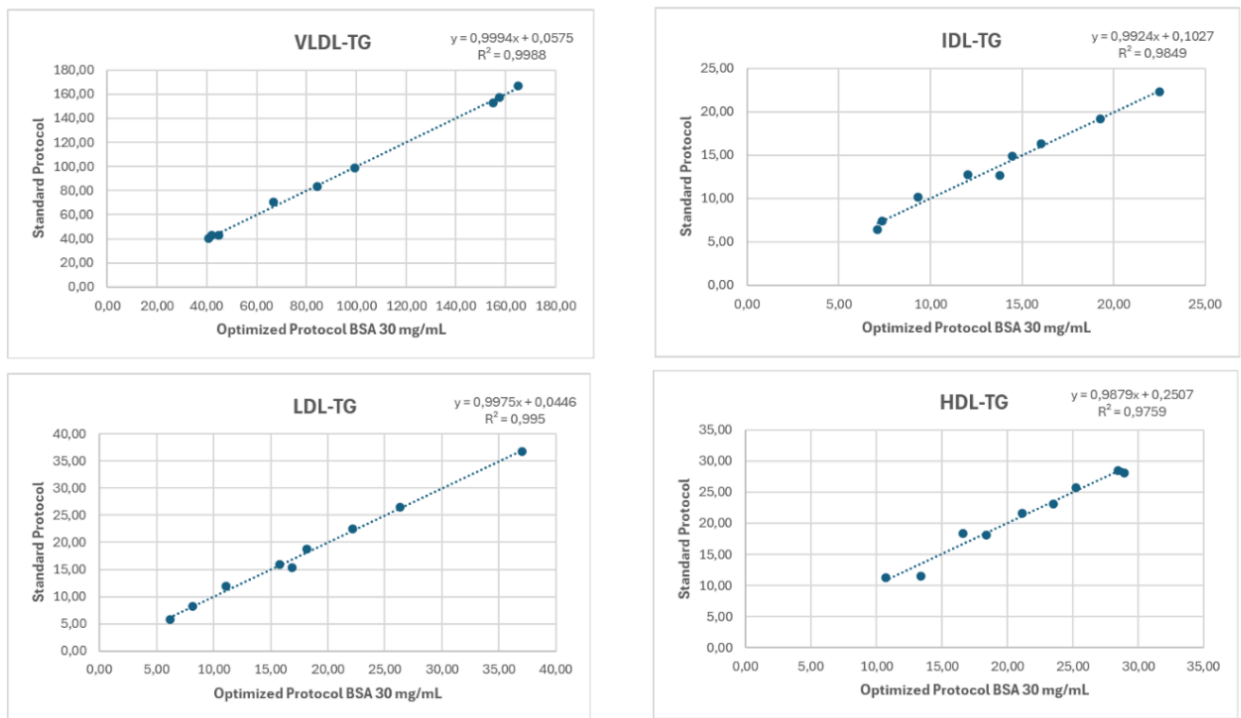 VLDL-TG
y = 0,9994x + 0,0575
R² = 0,9988
180,00
160,00
140,00
120,00
100,00
80,00
60,00
40,00
20,00
0,00
Standard Protocol
0,00 20,00 40,00 60,00 80,00 100,00 120,00 140,00 160,00 180,00
Optimized Protocol BSA 30 mg/mL
IDL-TG
y = 0,9924x + 0,1027
R² = 0,9849
25,00
20,00
15,00
10,00
5,00
0,00
Standard Protocol
0,00 5,00 10,00 15,00 20,00 25,00
Optimized Protocol BSA 30 mg/mL
LDL-TG
y = 0,9975x + 0,0446
R² = 0,995
40,00
35,00
30,00
25,00
20,00
15,00
10,00
5,00
0,00
Standard Protocol
0,00 5,00 10,00 15,00 20,00 25,00 30,00 35,00 40,00
Optimized Protocol BSA 30 mg/mL
HDL-TG
y = 0,9879x + 0,2507
R² = 0,9759
35,00
30,00
25,00
20,00
15,00
10,00
5,00
0,00
Standard Protocol
0,00 5,00 10,00 15,00 20,00 25,00 30,00 35,00
Optimized Protocol BSA 30 mg/mL